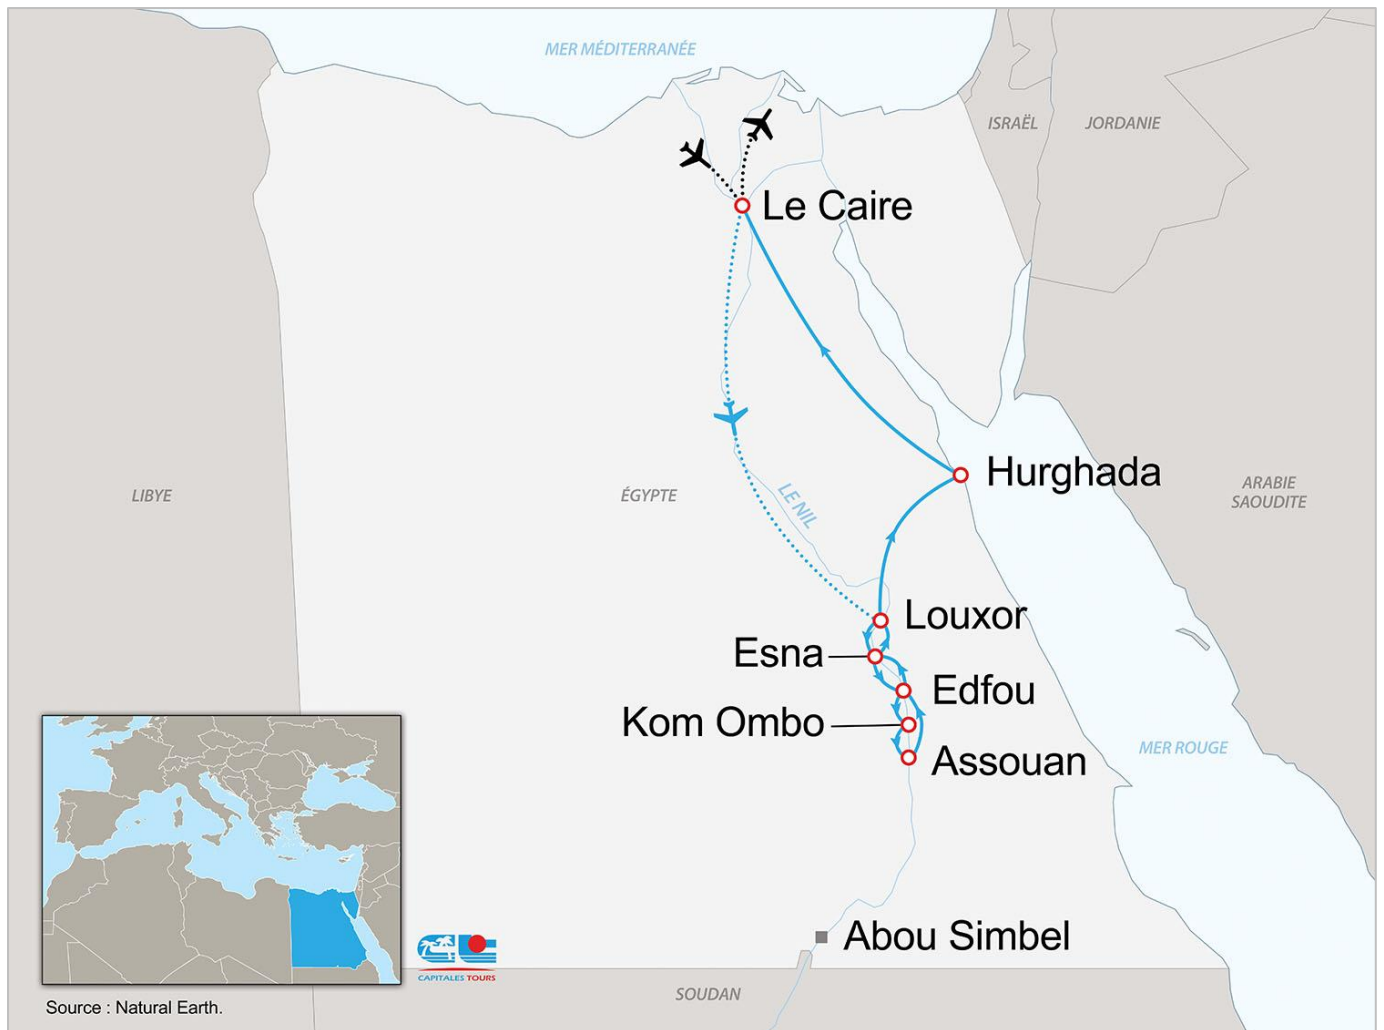 MER MÉDITERRANÉE
ISRAËL
JORDANIE
Le Caire
Hurghada
LIBYE
ÉGYPTE
LE NIL
ARABIE
SAOUDITE
Louxor
Esna
Edfou
Kom Ombo
MER ROUGE
Assouan
Abou Simbel
CAPITALES TOURS
SOUDAN
Source : Natural Earth.